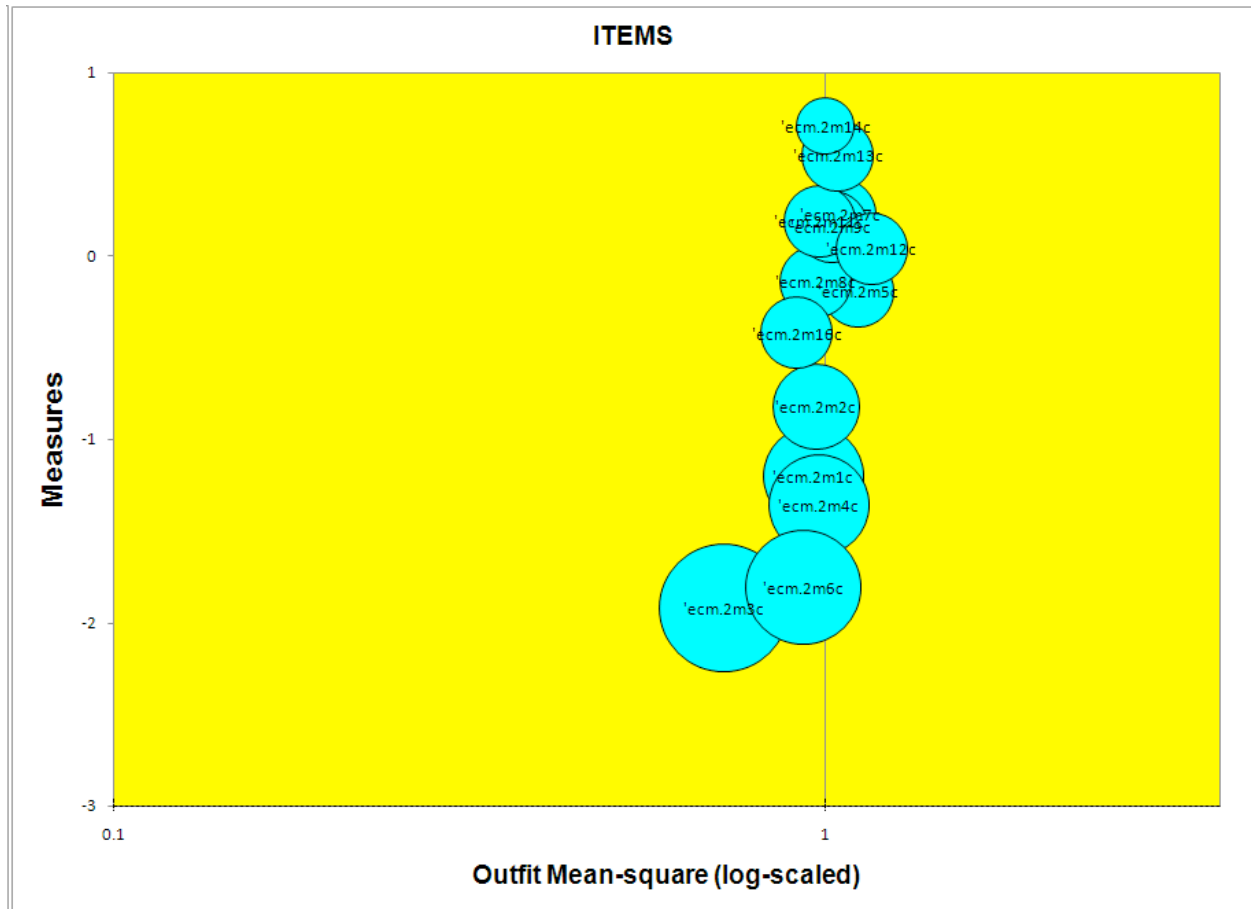 ITEMS
1
'ecm.2m14c
'ecm.2m13c
'ecm.2m7c
'ecm.2m9c
0
'ecm.2m12c
'ecm.2m8c
'ecm.2m5c
'ecm.2m16c
Measures
'ecm.2m2c
-1
'ecm.2m1c
'ecm.2m4c
'ecm.2m6c
'ecm.2m3c
-2
-3
0.1
1
Outfit Mean-square (log-scaled)